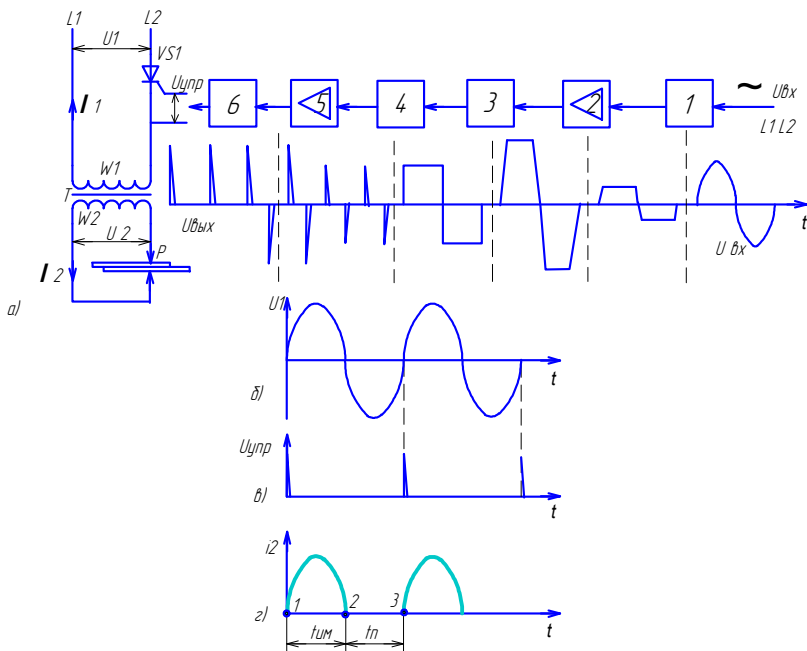 L1 L2
U1
VS1
Uупр
I 1
6 5 4 3 2 1
~ Uвх
L1 L2
W1
T
W2
U 2
P
I 2
а)
Uвых
U вх
t
U1
t
б)
Uупр
t
в)
i2
1 2 3
t
г)
tим tп